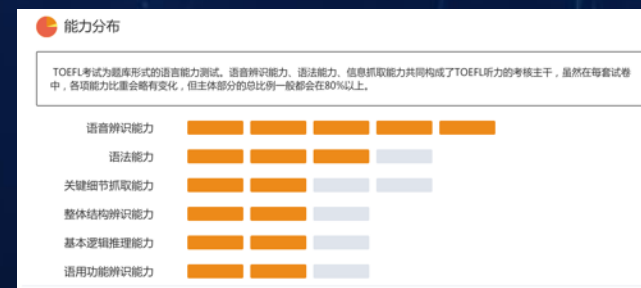 能力分布
TOEFL考试为题库形式的语言能力测试。语音辨识能力、语法能力、信息抓取能力共同构成了TOEFL听力的考核主干，虽然在每套试卷
中，各项能力比重会略有变化，但主体部分的总比例一般都会在80%以上。
语音辨识能力
语法能力
关键细节抓取能力
整体结构辨识能力
基本逻辑推理能力
语用功能辨识能力